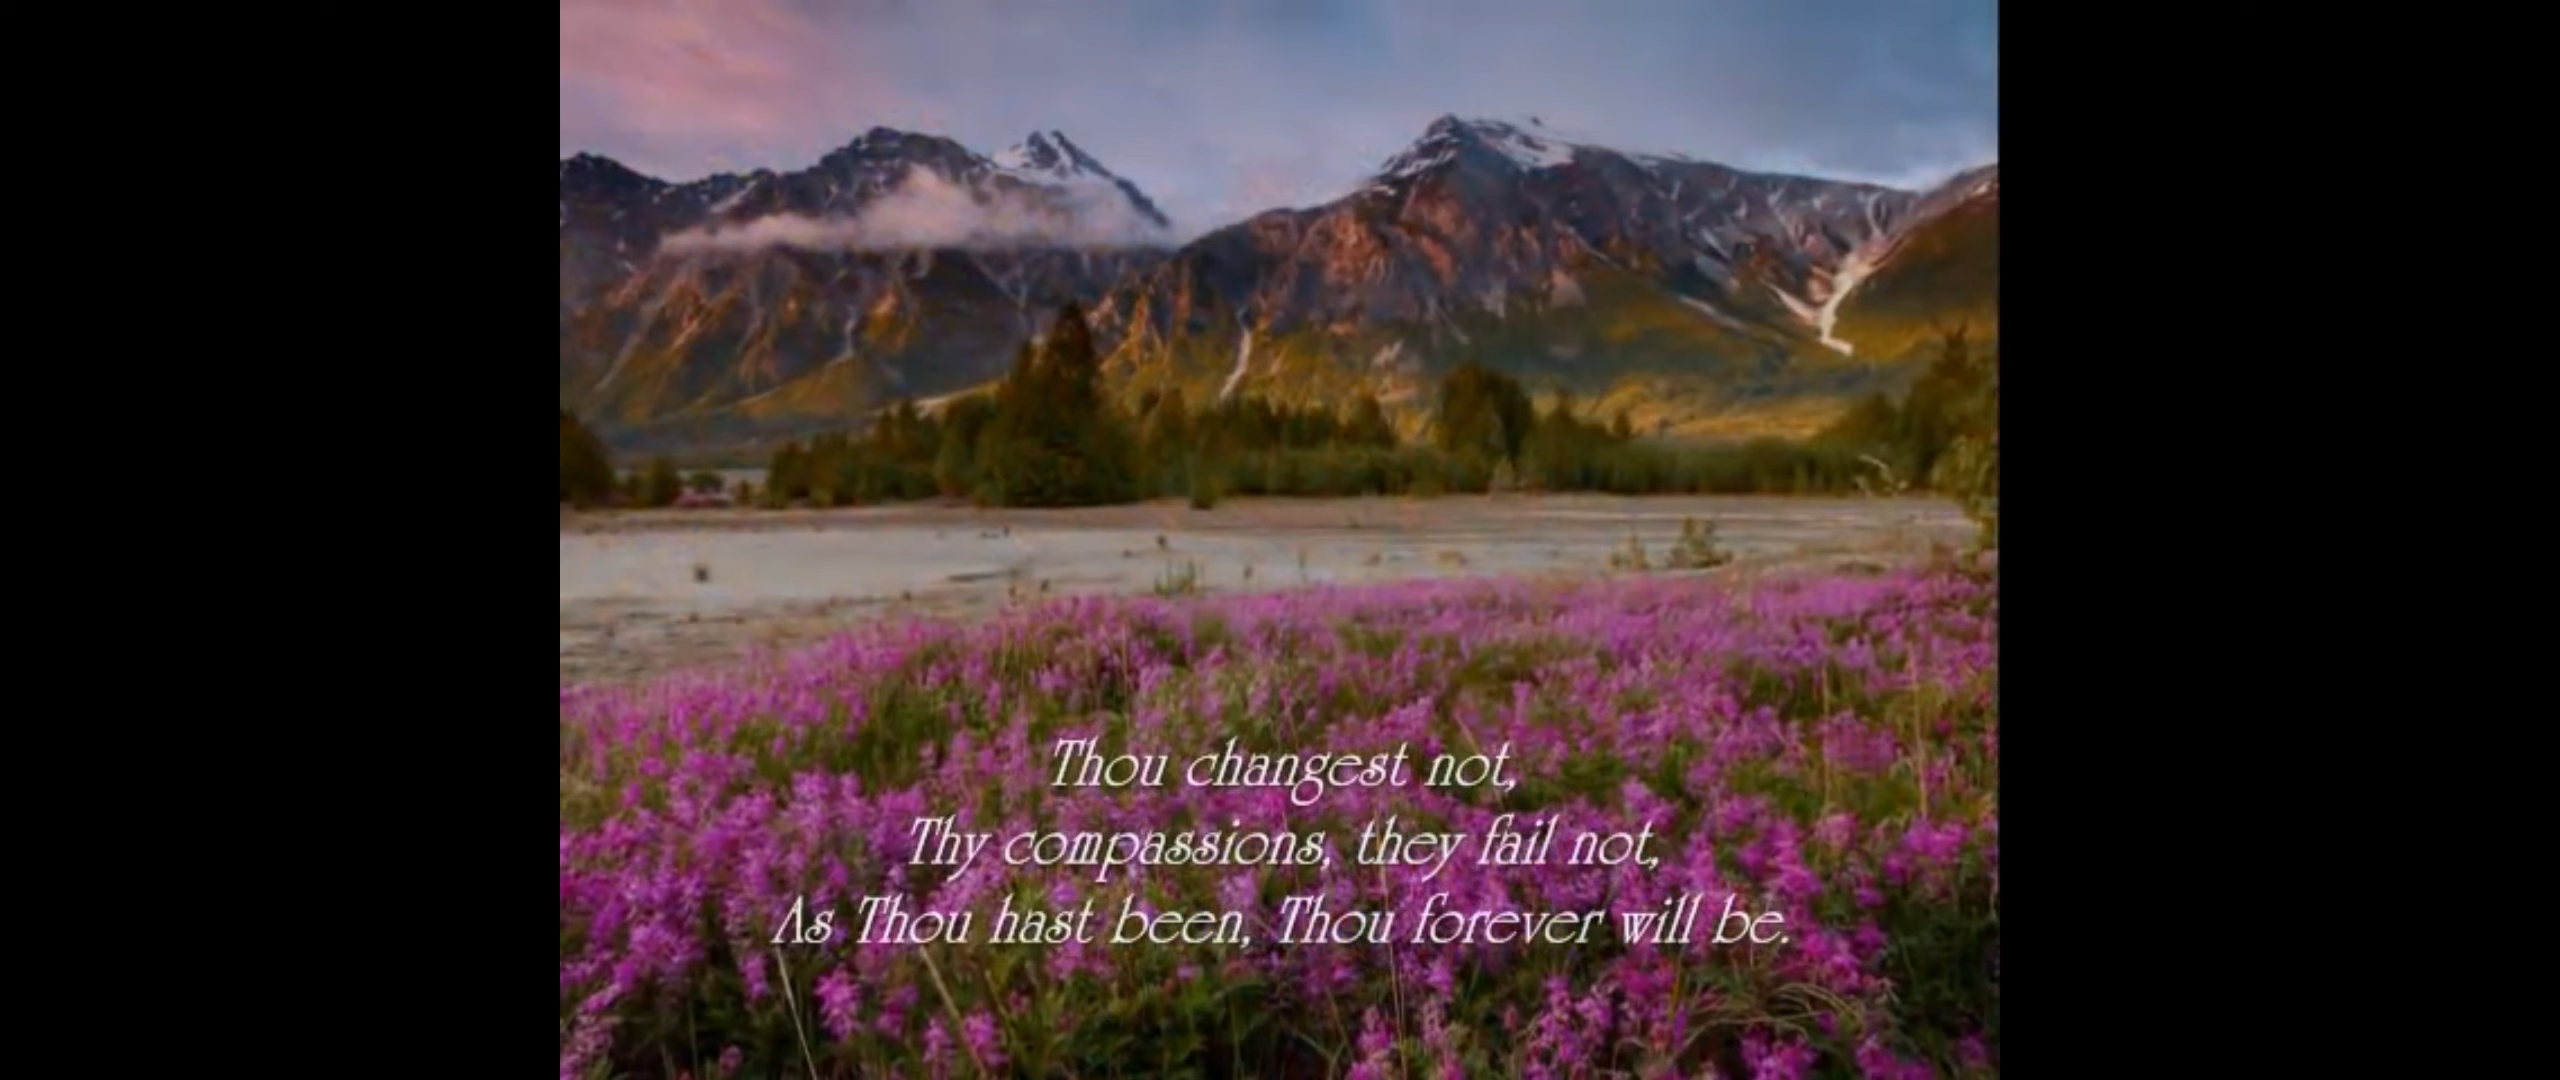 Thou changest not,
Thy compassions, they fail not,
As Thou hast been, Thou forever will be.